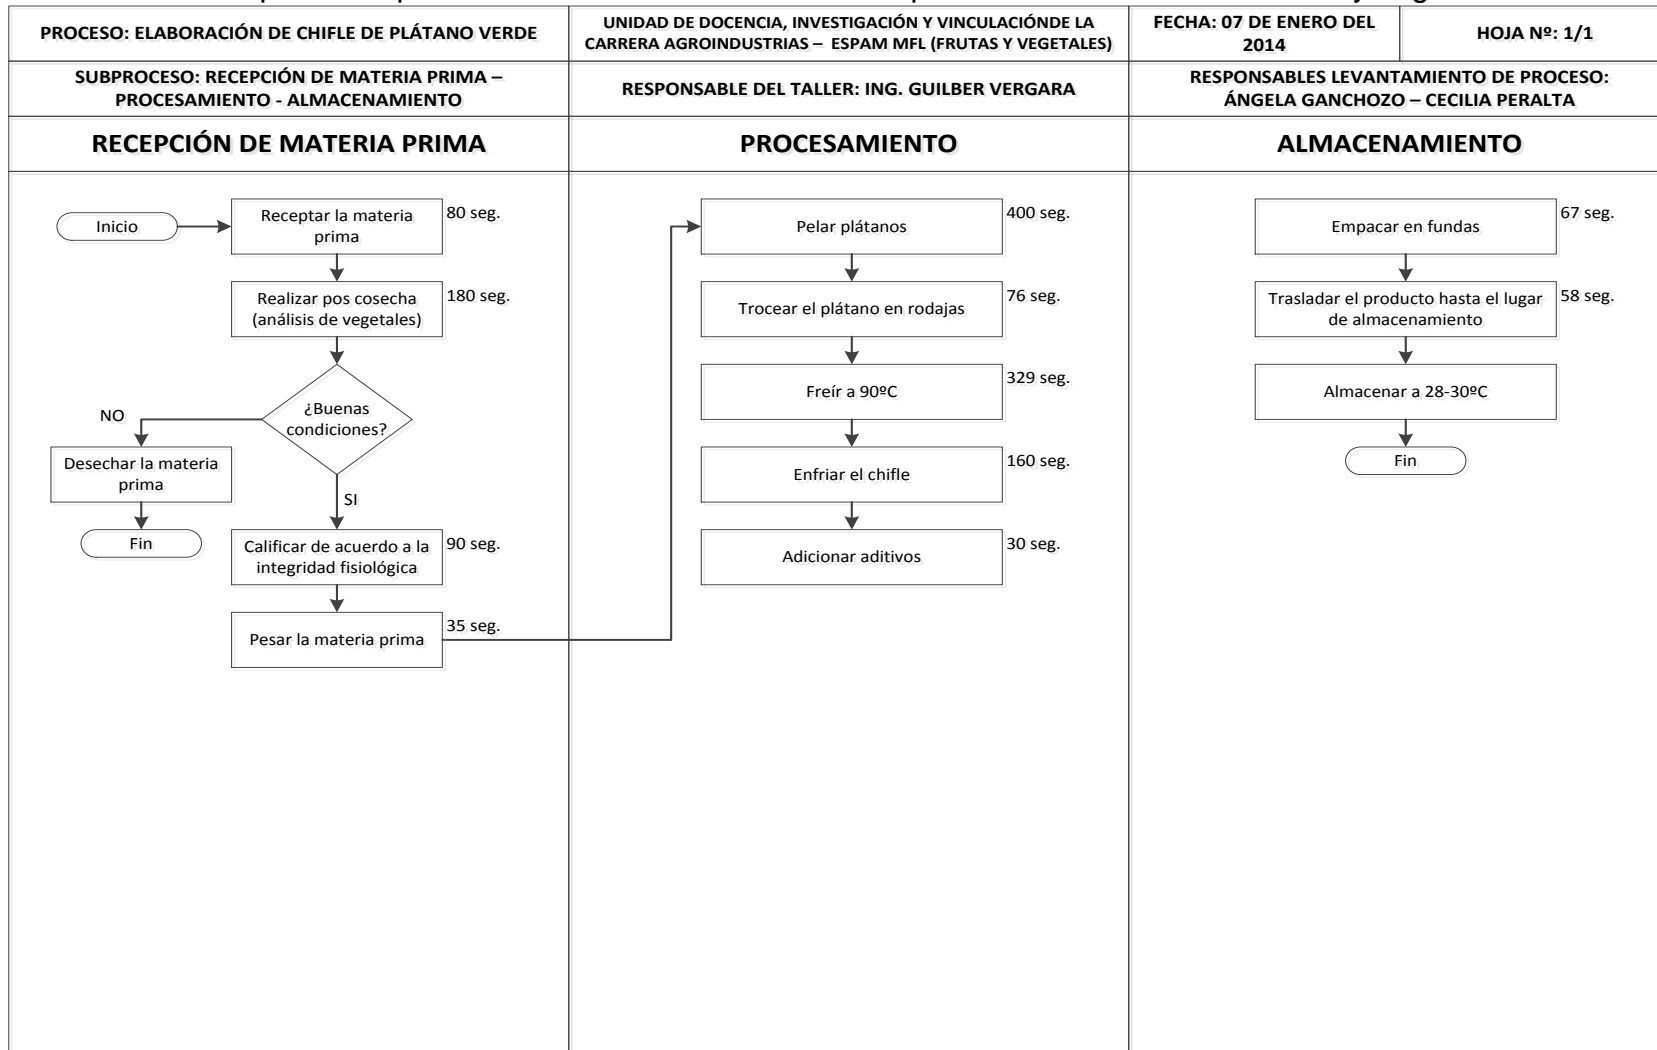 PROCESO: ELABORACIÓN DE CHIFLE DE PLÁTANO VERDE
UNIDAD DE DOCENCIA, INVESTIGACIÓN Y VINCULACIÓNDE LA
CARRERA AGROINDUSTRIAS – ESPAM MFL (FRUTAS Y VEGETALES)
FECHA: 07 DE ENERO DEL
2014
HOJA Nº: 1/1
SUBPROCESO: RECEPCIÓN DE MATERIA PRIMA –
PROCESAMIENTO - ALMACENAMIENTO
RESPONSABLE DEL TALLER: ING. GUILBER VERGARA
RESPONSABLES LEVANTAMIENTO DE PROCESO:
ÁNGELA GANCHOZO – CECILIA PERALTA
RECEPCIÓN DE MATERIA PRIMA
PROCESAMIENTO
ALMACENAMIENTO
Inicio
Receptar la materia
prima
80 seg.
Realizar pos cosecha
(análisis de vegetales)
180 seg.
¿Buenas
condiciones?
NO
Desechar la materia
prima
Fin
SI
Calificar de acuerdo a la
integridad fisiológica
90 seg.
Pesar la materia prima
35 seg.
Pelar plátanos
400 seg.
Trocear el plátano en rodajas
76 seg.
Freír a 90ºC
329 seg.
Enfriar el chifle
160 seg.
Adicionar aditivos
30 seg.
Empacar en fundas
67 seg.
Trasladar el producto hasta el lugar
de almacenamiento
58 seg.
Almacenar a 28-30ºC
Fin